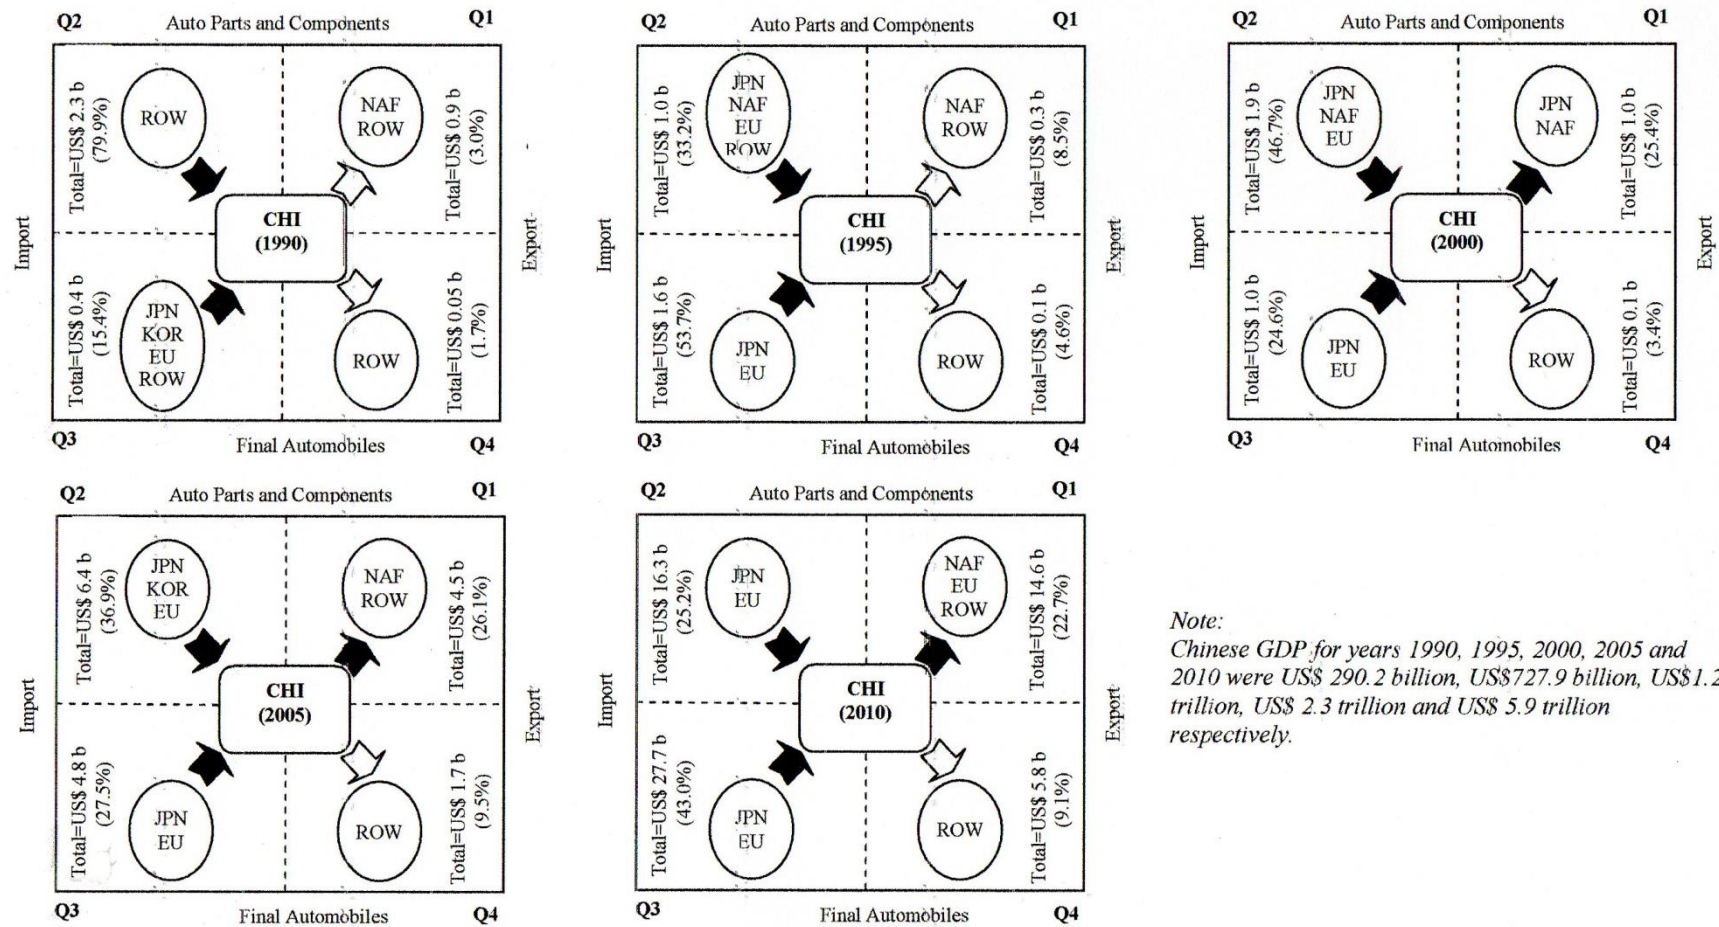 Q2 Auto Parts and Components Q1
Import
Total=US$ 2.3 b
(79.9%)
ROW
NAF
ROW
Total=US$ 0.9 b
(3.0%)
CHI
(1990)
Total=US$ 0.4 b
(15.4%)
JPN
KOR
EU
ROW
ROW
Total=US$ 0.05 b
(1.7%)
Export
Q3 Final Automobiles Q4
Q2 Auto Parts and Components Q1
Import
Total=US$ 1.0 b
(33.2%)
JPN
NAF
EU
ROW
NAF
ROW
Total=US$ 0.3 b
(8.5%)
CHI
(1995)
Total=US$ 1.6 b
(53.7%)
JPN
EU
ROW
Total=US$ 0.1 b
(4.6%)
Export
Q3 Final Automobiles Q4
Q2 Auto Parts and Components Q1
Import
Total=US$ 1.9 b
(46.7%)
JPN
NAF
EU
JPN
NAF
Total=US$ 1.0 b
(25.4%)
CHI
(2000)
Total=US$ 1.0 b
(24.6%)
JPN
EU
ROW
Total=US$ 0.1 b
(3.4%)
Export
Q3 Final Automobiles Q4
Q2 Auto Parts and Components Q1
Import
Total=US$ 6.4 b
(36.9%)
JPN
KOR
EU
NAF
ROW
Total=US$ 4.5 b
(26.1%)
CHI
(2005)
Total=US$ 4.8 b
(27.5%)
JPN
EU
ROW
Total=US$ 1.7 b
(9.5%)
Export
Q3 Final Automobiles Q4
Q2 Auto Parts and Components Q1
Import
Total=US$ 16.3 b
(25.2%)
JPN
EU
NAF
EU
ROW
Total=US$ 14.6 b
(22.7%)
CHI
(2010)
Total=US$ 27.7 b
(43.0%)
JPN
EU
ROW
Total=US$ 5.8 b
(9.1%)
Export
Q3 Final Automobiles Q4
Note:
Chinese GDP for years 1990, 1995, 2000, 2005 and
2010 were US$ 290.2 billion, US$727.9 billion, US$1.2
trillion, US$ 2.3 trillion and US$ 5.9 trillion
respectively.